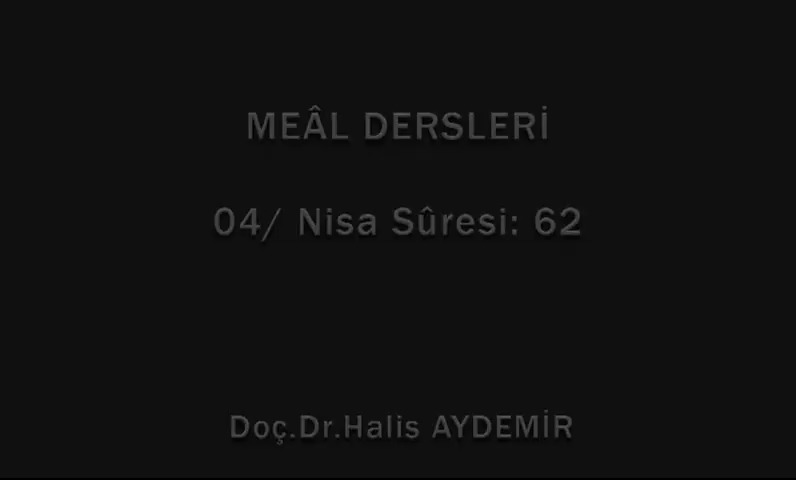 MEÂL DERSLERİ
04/ Nisa Sûresi: 62
Doç.Dr.Halis AYDEMİR